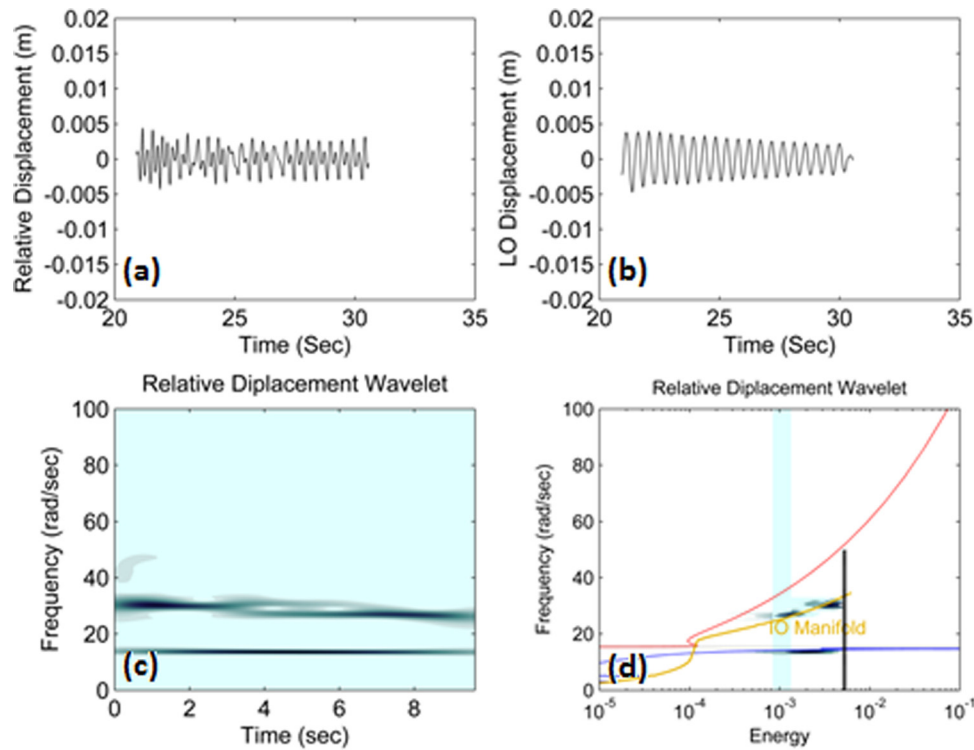 Relative Displacement (m)
0.02
0.015
0.01
0.005
0
-0.005
-0.01
-0.015
-0.02
(a)
20 25 30 35
Time (Sec)
LO Displacement (m)
0.02
0.015
0.01
0.005
0
-0.005
-0.01
-0.015
-0.02
(b)
20 25 30 35
Time (Sec)
Relative Diplacement Wavelet
Frequency (rad/sec)
100
80
60
40
20
0
(c)
0 2 4 6 8
Time (sec)
Relative Diplacement Wavelet
Frequency (rad/sec)
100
80
60
40
20
0
IO Manifold
(d)
10^-5 10^-4 10^-3 10^-2 10^-1
Energy